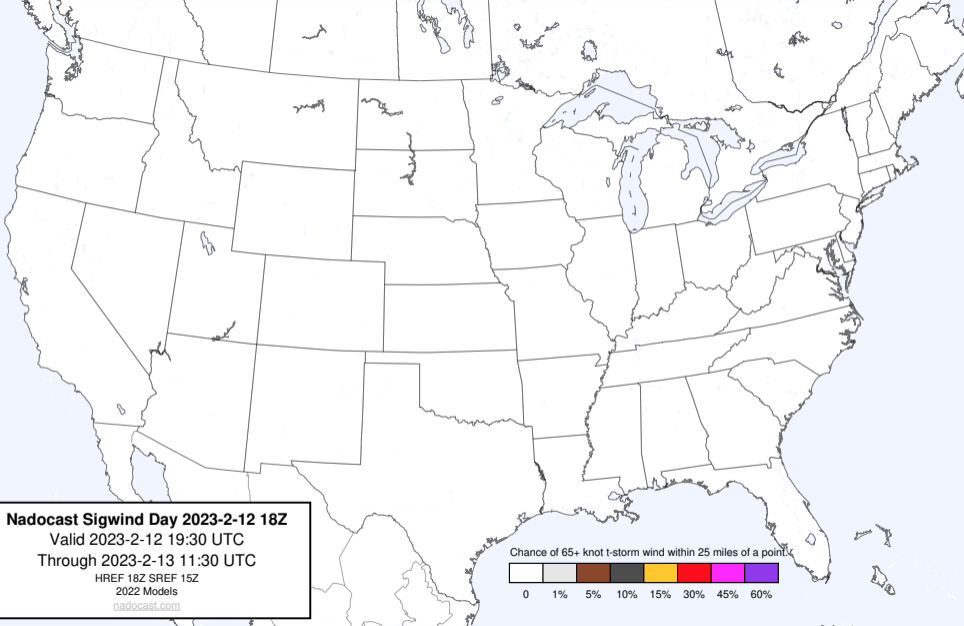 Nadocast Sigwind Day 2023-2-12 18Z
Valid 2023-2-12 19:30 UTC
Through 2023-2-13 11:30 UTC
HREF 18Z SREF 15Z
2022 Models
nadocast.com
Chance of 65+ knot t-storm wind within 25 miles of a point.
0 1% 5% 10% 15% 30% 45% 60%